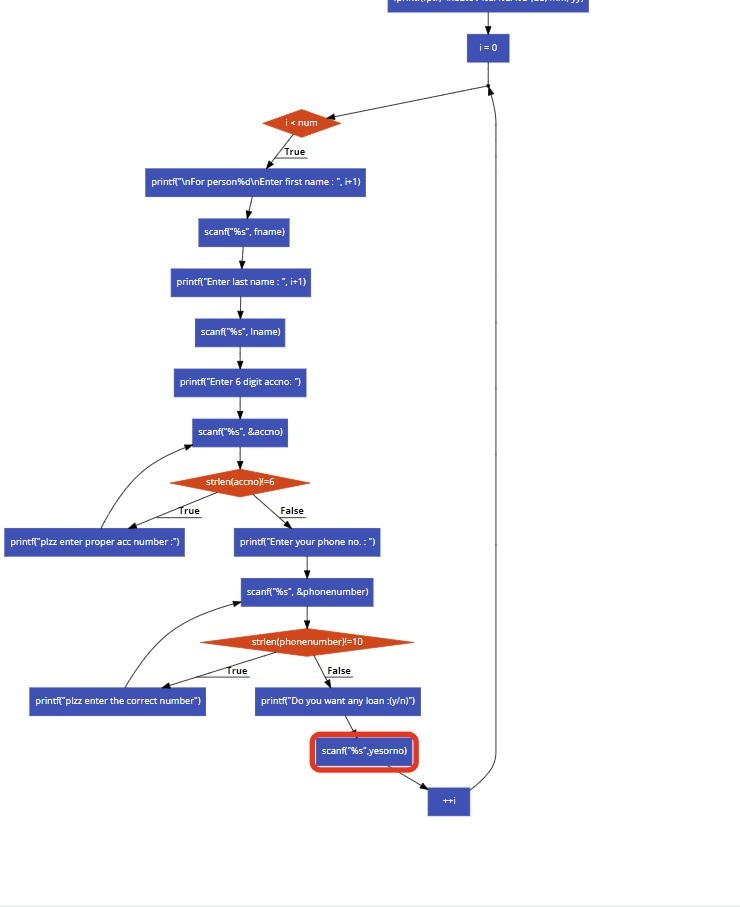 i = 0
i < num
True
printf("\nFor person%d\nEnter first name : ", i+1)
scanf("%s", fname)
printf("Enter last name : ", i+1)
scanf("%s", lname)
printf("Enter 6 digit accno: ")
scanf("%s", &accno)
strlen(accno)!=6
True
False
printf("plzz enter proper acc number :")
printf("Enter your phone no. : ")
scanf("%s", &phonenumber)
strlen(phonenumber)!=10
True
False
printf("plzz enter the correct number")
printf("Do you want any loan :(y/n)")
scanf("%s",yesorno)
++i